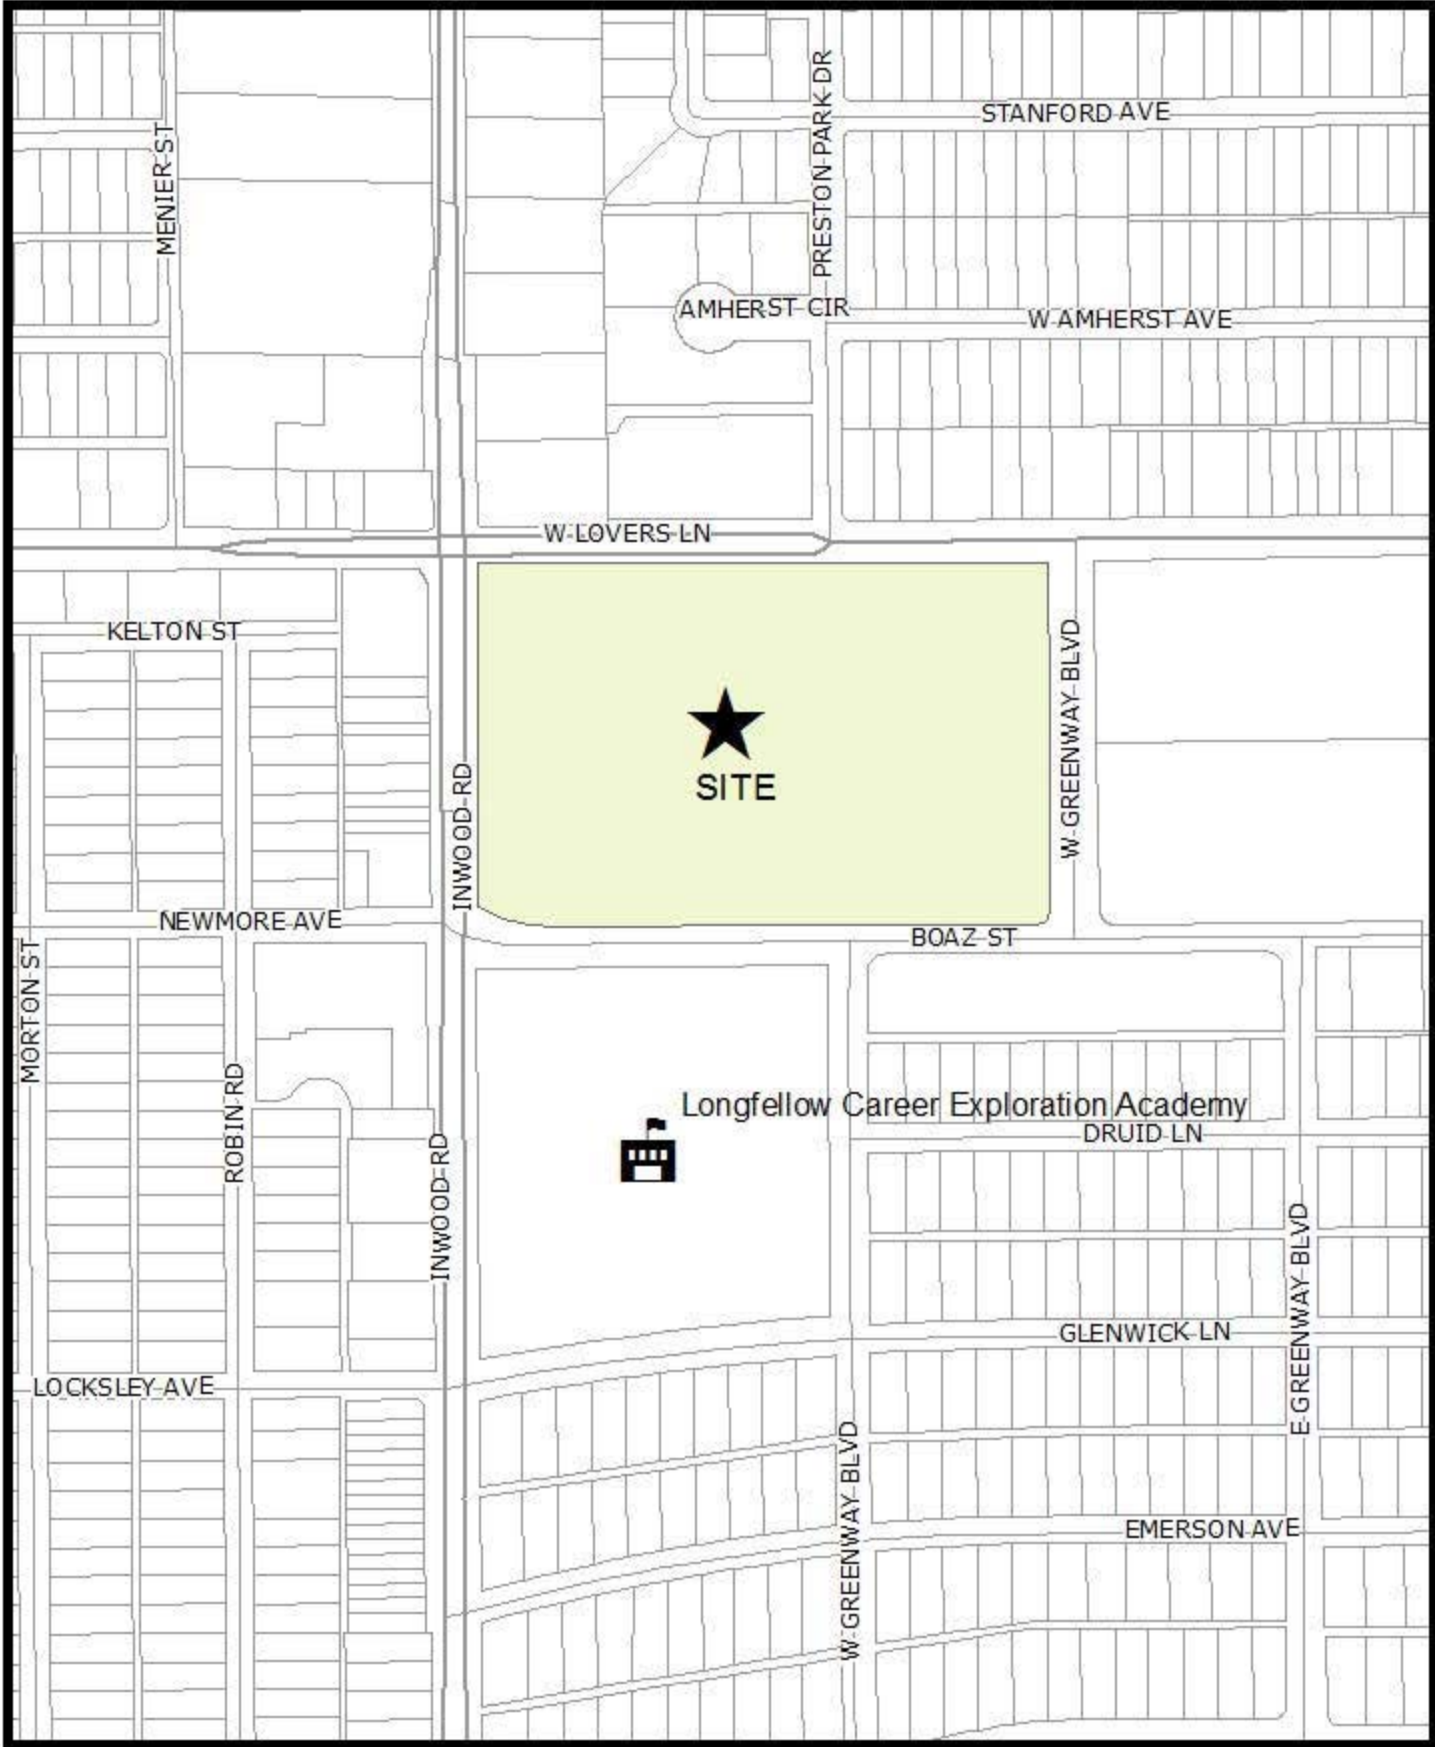 STANFORD AVE
PRESTON PARK DR
MENIER ST
AMHERST CIR
W AMHERST AVE
W LOVERS LN
KELTON ST
W GREENWAY BLVD
SITE
INWOOD RD
NEWMORE AVE
BOAZ ST
MORTON ST
ROBIN RD
Longfellow Career Exploration Academy
DRUID LN
INWOOD RD
E GREENWAY BLVD
GLENWICK LN
LOCKSLEY AVE
W GREENWAY BLVD
EMERSON AVE